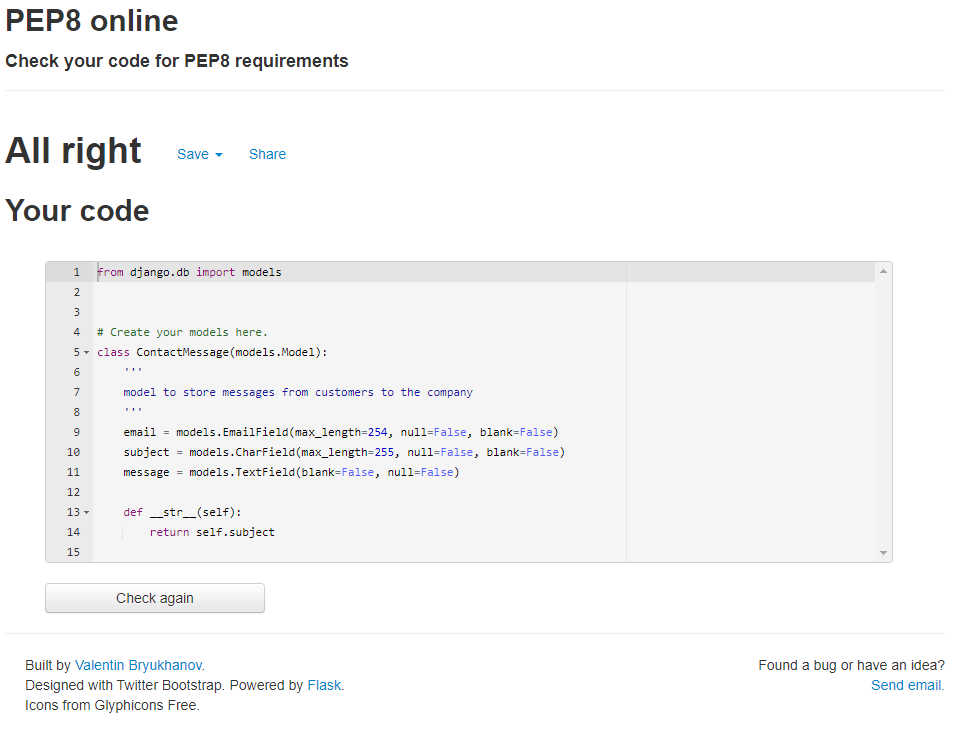 PEP8 online
Check your code for PEP8 requirements
All right Save Share
Your code
1 from django.db import models
2
3
4 # Create your models here.
5 class ContactMessage(models.Model):
6     '''
7     model to store messages from customers to the company
8     '''
9     email = models.EmailField(max_length=254, null=False, blank=False)
10     subject = models.CharField(max_length=255, null=False, blank=False)
11     message = models.TextField(blank=False, null=False)
12
13     def __str__(self):
14         return self.subject
15
Check again
Built by Valentin Bryukhanov. Found a bug or have an idea?
Designed with Twitter Bootstrap. Powered by Flask. Send email.
Icons from Glyphicons Free.